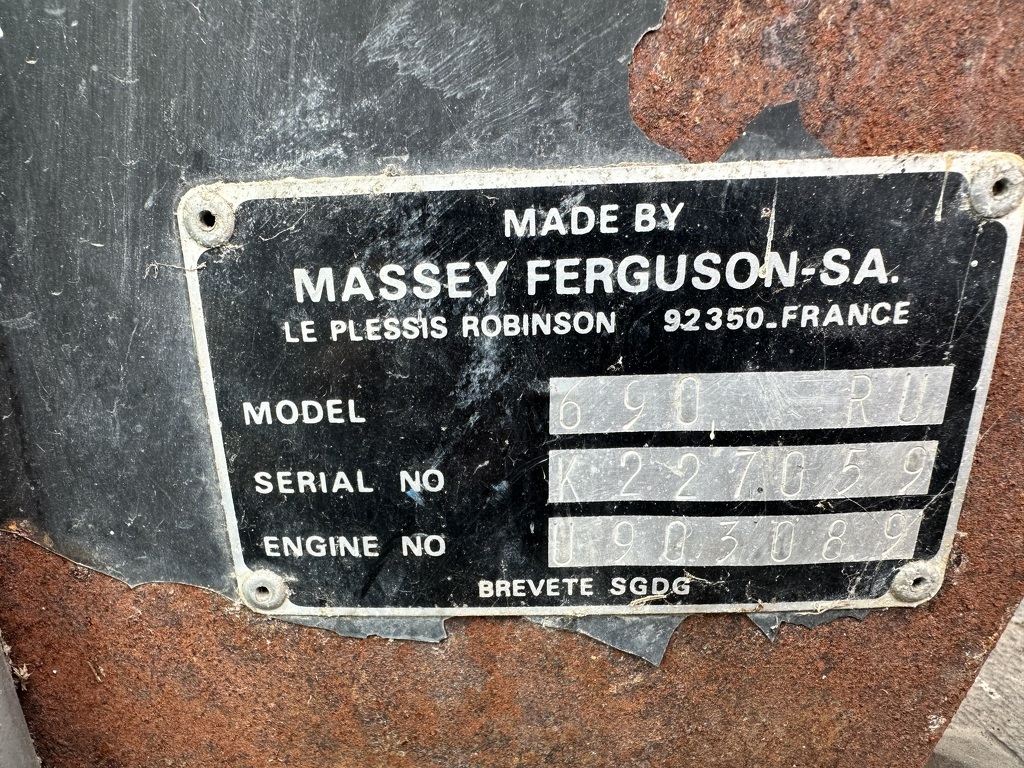 MADE BY
MASSEY FERGUSON-SA.
LE PLESSIS ROBINSON 92350-FRANCE
MODEL 690 RU
SERIAL NO K227059
ENGINE NO U903089
BREVETE SGDG